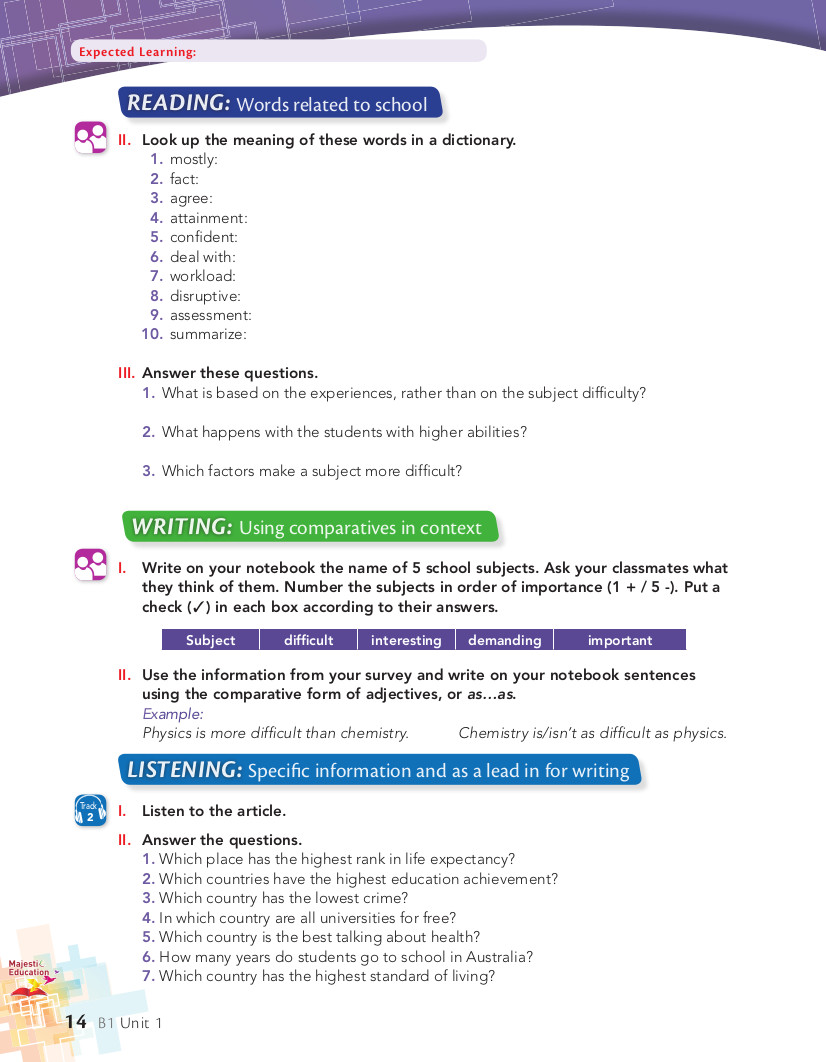 Expected Learning:
READING: Words related to school
II. Look up the meaning of these words in a dictionary.
1. mostly:
2. fact:
3. agree:
4. attainment:
5. confident:
6. deal with:
7. workload:
8. disruptive:
9. assessment:
10. summarize:
III. Answer these questions.
1. What is based on the experiences, rather than on the subject difficulty?
2. What happens with the students with higher abilities?
3. Which factors make a subject more difficult?
WRITING: Using comparatives in context
I. Write on your notebook the name of 5 school subjects. Ask your classmates what
they think of them. Number the subjects in order of importance (1 + / 5 -). Put a
check (✓) in each box according to their answers.
Subject difficult interesting demanding important
II. Use the information from your survey and write on your notebook sentences
using the comparative form of adjectives, or as…as.
Example:
Physics is more difficult than chemistry. Chemistry is/isn’t as difficult as physics.
LISTENING: Specific information and as a lead in for writing
Track
2
I. Listen to the article.
II. Answer the questions.
1. Which place has the highest rank in life expectancy?
2. Which countries have the highest education achievement?
3. Which country has the lowest crime?
4. In which country are all universities for free?
5. Which country is the best talking about health?
6. How many years do students go to school in Australia?
7. Which country has the highest standard of living?
Majestic
Education
14 B1 Unit 1